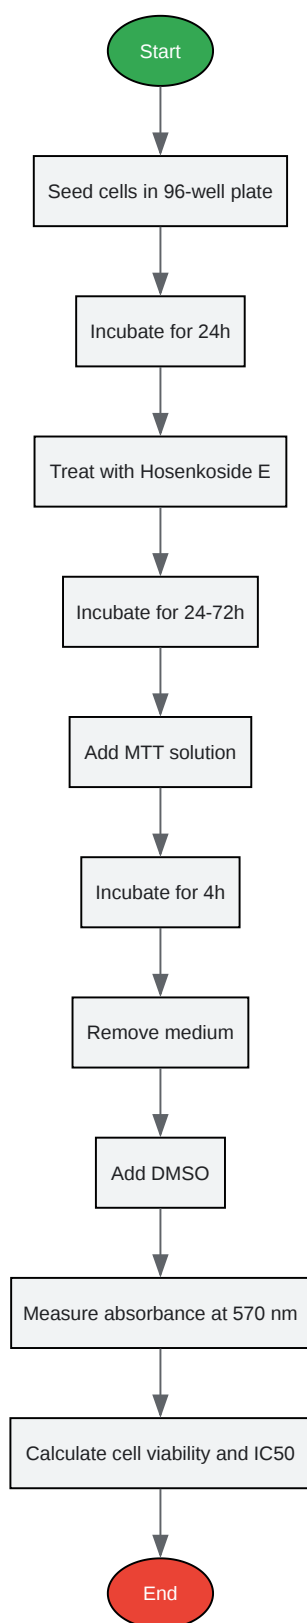 Start
Seed cells in 96-well plate
Incubate for 24h
Treat with Hosenkoside E
Incubate for 24-72h
Add MTT solution
Incubate for 4h
Remove medium
Add DMSO
Measure absorbance at 570 nm
Calculate cell viability and IC50
End